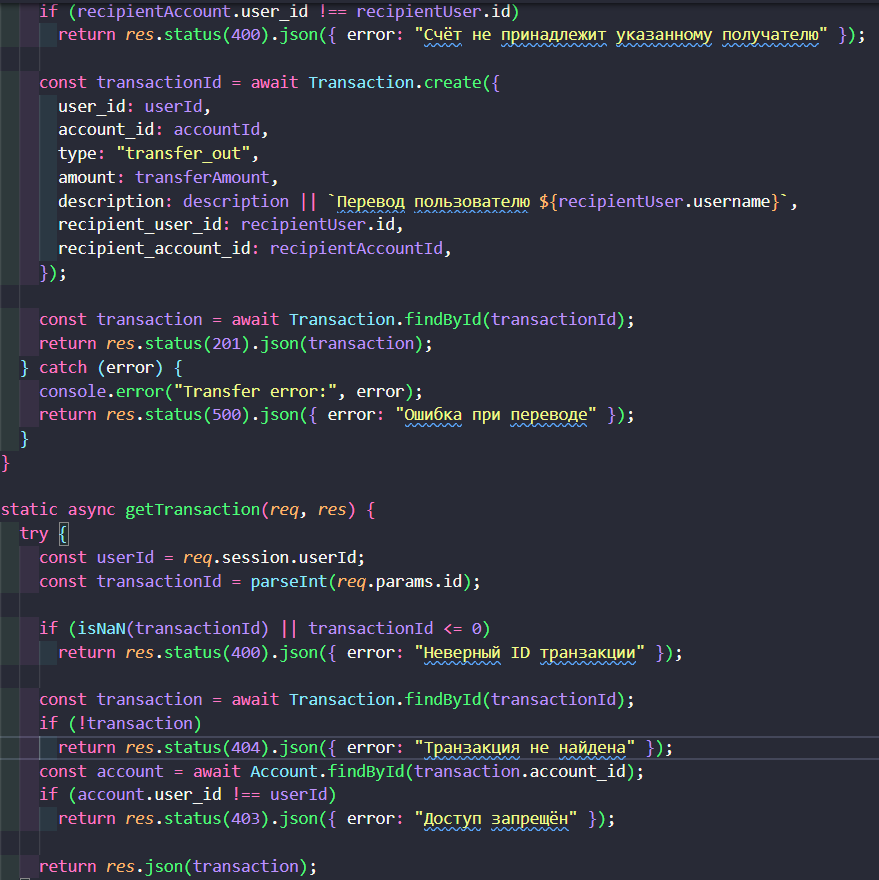 if (recipientAccount.user_id !== recipientUser.id)
return res.status(400).json({ error: "Счёт не принадлежит указанному получателю" });
const transactionId = await Transaction.create({
user_id: userId,
account_id: accountId,
type: "transfer_out",
amount: transferAmount,
description: description || `Перевод пользователю ${recipientUser.username}`,
recipient_user_id: recipientUser.id,
recipient_account_id: recipientAccountId,
});
const transaction = await Transaction.findById(transactionId);
return res.status(201).json(transaction);
} catch (error) {
console.error("Transfer error:", error);
return res.status(500).json({ error: "Ошибка при переводе" });
}
}
static async getTransaction(req, res) {
try {
const userId = req.session.userId;
const transactionId = parseInt(req.params.id);
if (isNaN(transactionId) || transactionId <= 0)
return res.status(400).json({ error: "Неверный ID транзакции" });
const transaction = await Transaction.findById(transactionId);
if (!transaction)
return res.status(404).json({ error: "Транзакция не найдена" });
const account = await Account.findById(transaction.account_id);
if (account.user_id !== userId)
return res.status(403).json({ error: "Доступ запрещён" });
return res.json(transaction);